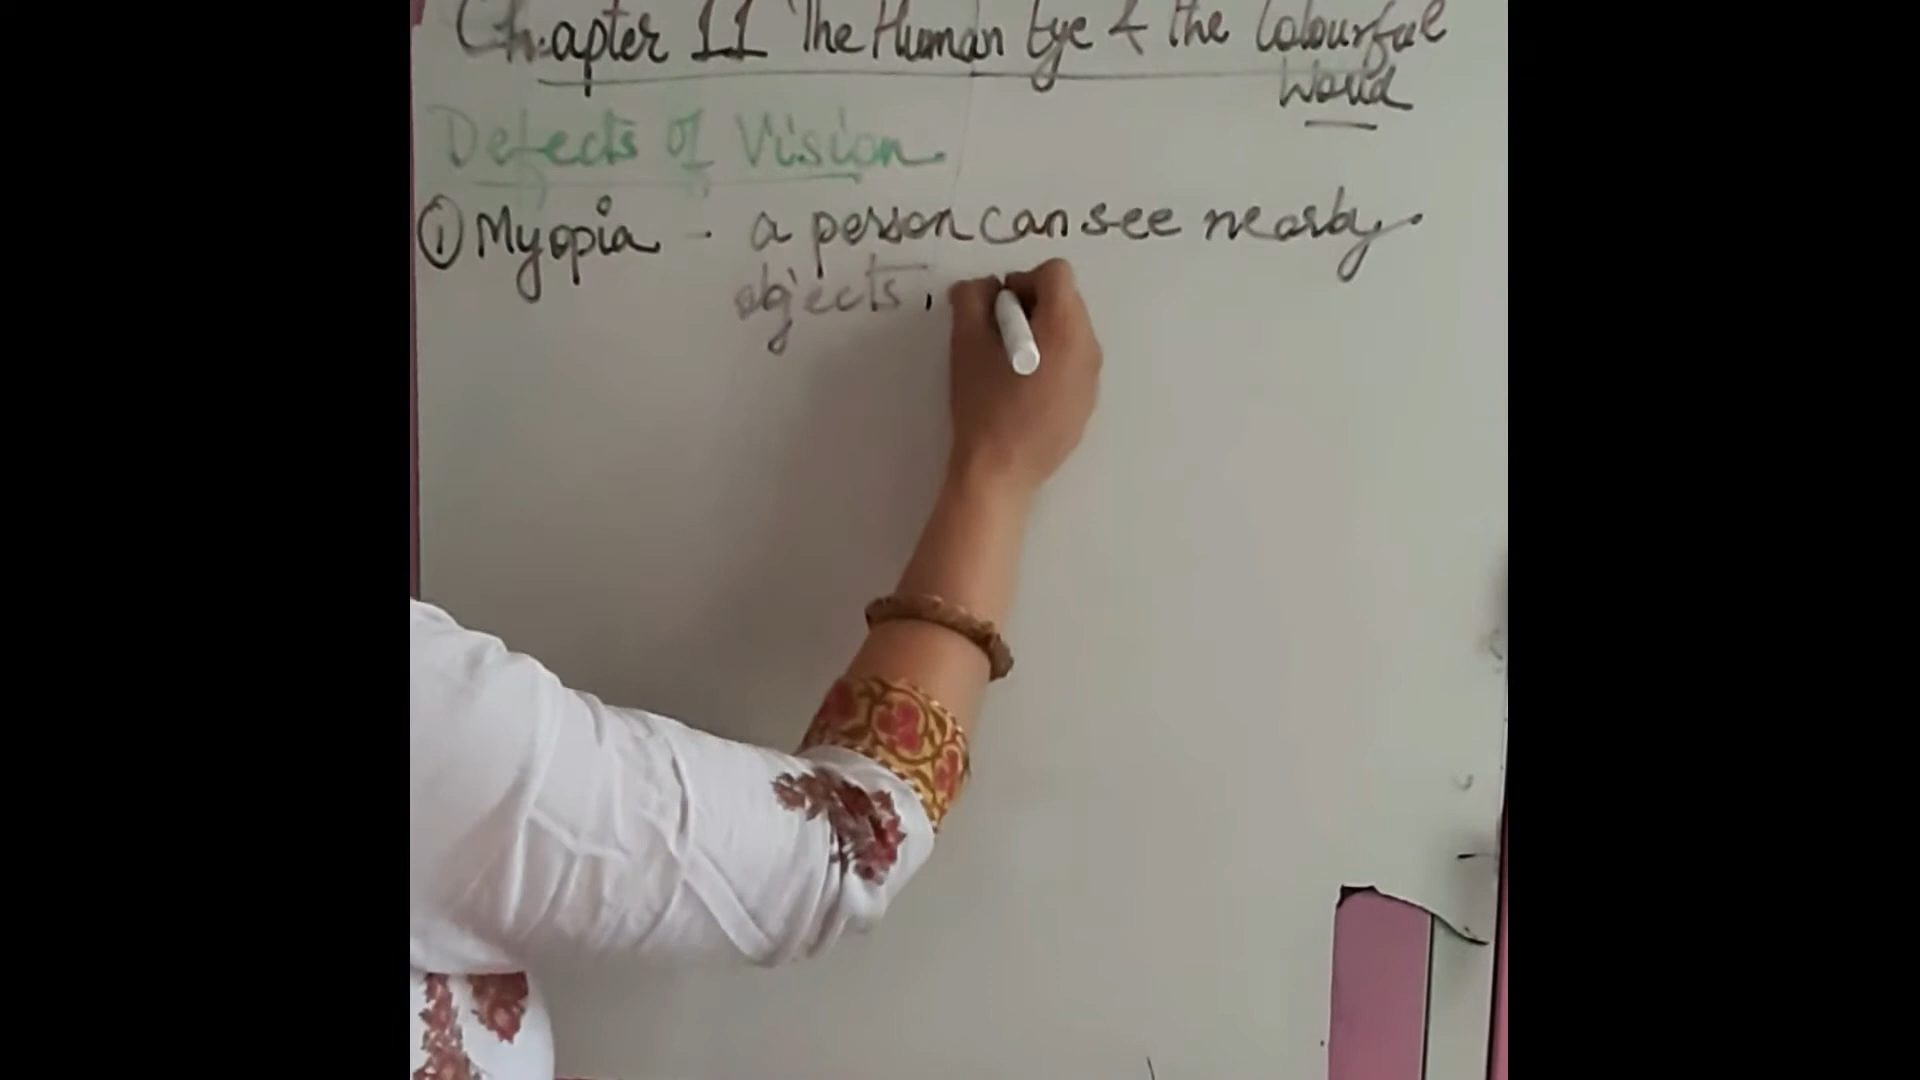 Chapter 11 The Human Eye & the Colourful
World
Defects of Vision
① Myopia - a person can see nearby
objects,